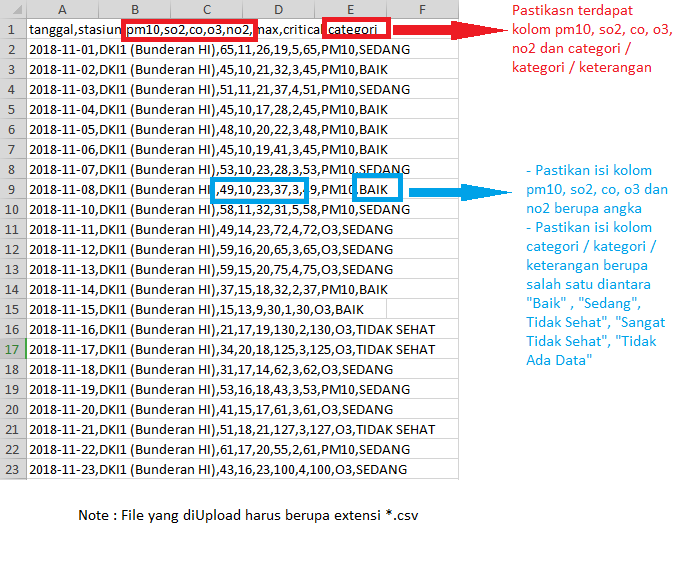 A B C D E F
1 tanggal,stasiun,pm10,so2,co,o3,no2,max,critical,categori
2 2018-11-01,DKI1 (Bunderan HI),65,11,26,19,5,65,PM10,SEDANG
3 2018-11-02,DKI1 (Bunderan HI),45,10,21,32,3,45,PM10,BAIK
4 2018-11-03,DKI1 (Bunderan HI),51,11,21,37,4,51,PM10,SEDANG
5 2018-11-04,DKI1 (Bunderan HI),45,10,17,28,2,45,PM10,BAIK
6 2018-11-05,DKI1 (Bunderan HI),48,10,20,22,3,48,PM10,BAIK
7 2018-11-06,DKI1 (Bunderan HI),45,10,19,41,3,45,PM10,BAIK
8 2018-11-07,DKI1 (Bunderan HI),53,10,23,28,3,53,PM10,SEDANG
9 2018-11-08,DKI1 (Bunderan HI),49,10,23,37,3,49,PM10,BAIK
10 2018-11-10,DKI1 (Bunderan HI),58,11,32,31,5,58,PM10,SEDANG
11 2018-11-11,DKI1 (Bunderan HI),49,14,23,72,4,72,O3,SEDANG
12 2018-11-12,DKI1 (Bunderan HI),59,16,20,65,3,65,O3,SEDANG
13 2018-11-13,DKI1 (Bunderan HI),59,15,20,75,4,75,O3,SEDANG
14 2018-11-14,DKI1 (Bunderan HI),37,15,18,32,2,37,PM10,BAIK
15 2018-11-15,DKI1 (Bunderan HI),15,13,9,30,1,30,O3,BAIK
16 2018-11-16,DKI1 (Bunderan HI),21,17,19,130,2,130,O3,TIDAK SEHAT
17 2018-11-17,DKI1 (Bunderan HI),34,20,18,125,3,125,O3,TIDAK SEHAT
18 2018-11-18,DKI1 (Bunderan HI),31,17,14,62,3,62,O3,SEDANG
19 2018-11-19,DKI1 (Bunderan HI),53,16,18,43,3,53,PM10,SEDANG
20 2018-11-20,DKI1 (Bunderan HI),41,15,17,61,3,61,O3,SEDANG
21 2018-11-21,DKI1 (Bunderan HI),51,18,21,127,3,127,O3,TIDAK SEHAT
22 2018-11-22,DKI1 (Bunderan HI),61,17,20,55,2,61,PM10,SEDANG
23 2018-11-23,DKI1 (Bunderan HI),43,16,23,100,4,100,O3,SEDANG
Pastikasn terdapat
kolom pm10, so2, co, o3,
no2 dan categori /
kategori / keterangan
- Pastikan isi kolom
pm10, so2, co, o3 dan
no2 berupa angka
- Pastikan isi kolom
categori / kategori /
keterangan berupa
salah satu diantara
"Baik" , "Sedang",
Tidak Sehat", "Sangat
Tidak Sehat", "Tidak
Ada Data"
Note : File yang diUpload harus berupa extensi *.csv